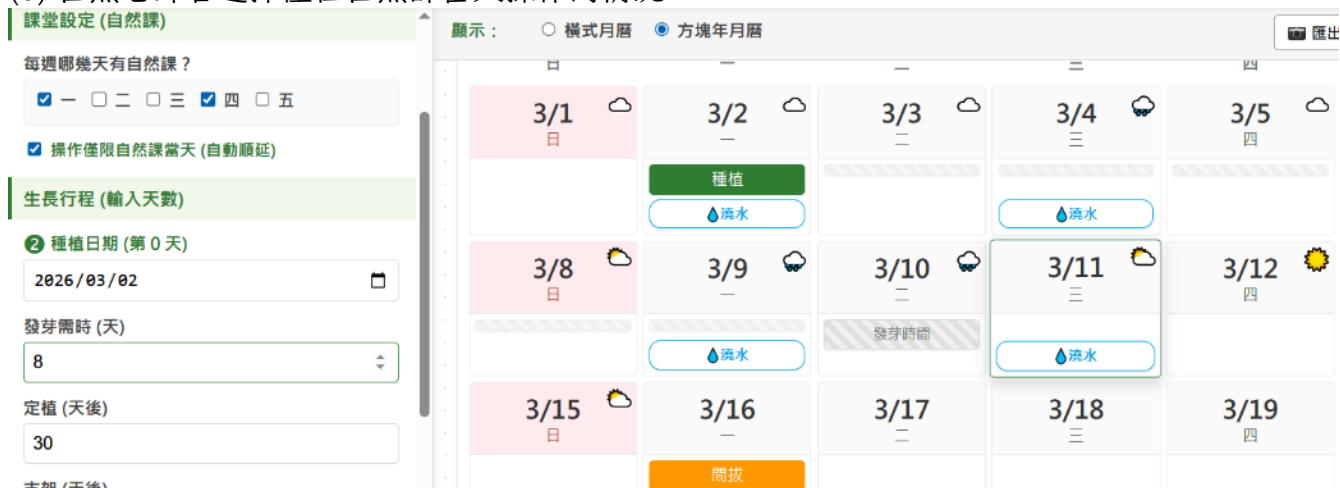 課堂設定 (自然課)
每週哪幾天有自然課？
一 二 三 四 五
操作僅限自然課當天 (自動順延)
生長行程 (輸入天數)
2 種植日期 (第 0 天)
2026/03/02
發芽需時 (天)
8
定植 (天後)
30
顯示： 橫式月曆 方塊年月曆 匯出
日 一 二 三 四
3/1 3/2 3/3 3/4 3/5
日 一 二 三 四
種植
澆水 澆水
3/8 3/9 3/10 3/11 3/12
日 一 二 三 四
發芽時間
澆水 澆水
3/15 3/16 3/17 3/18 3/19
日 一 二 三 四
間拔